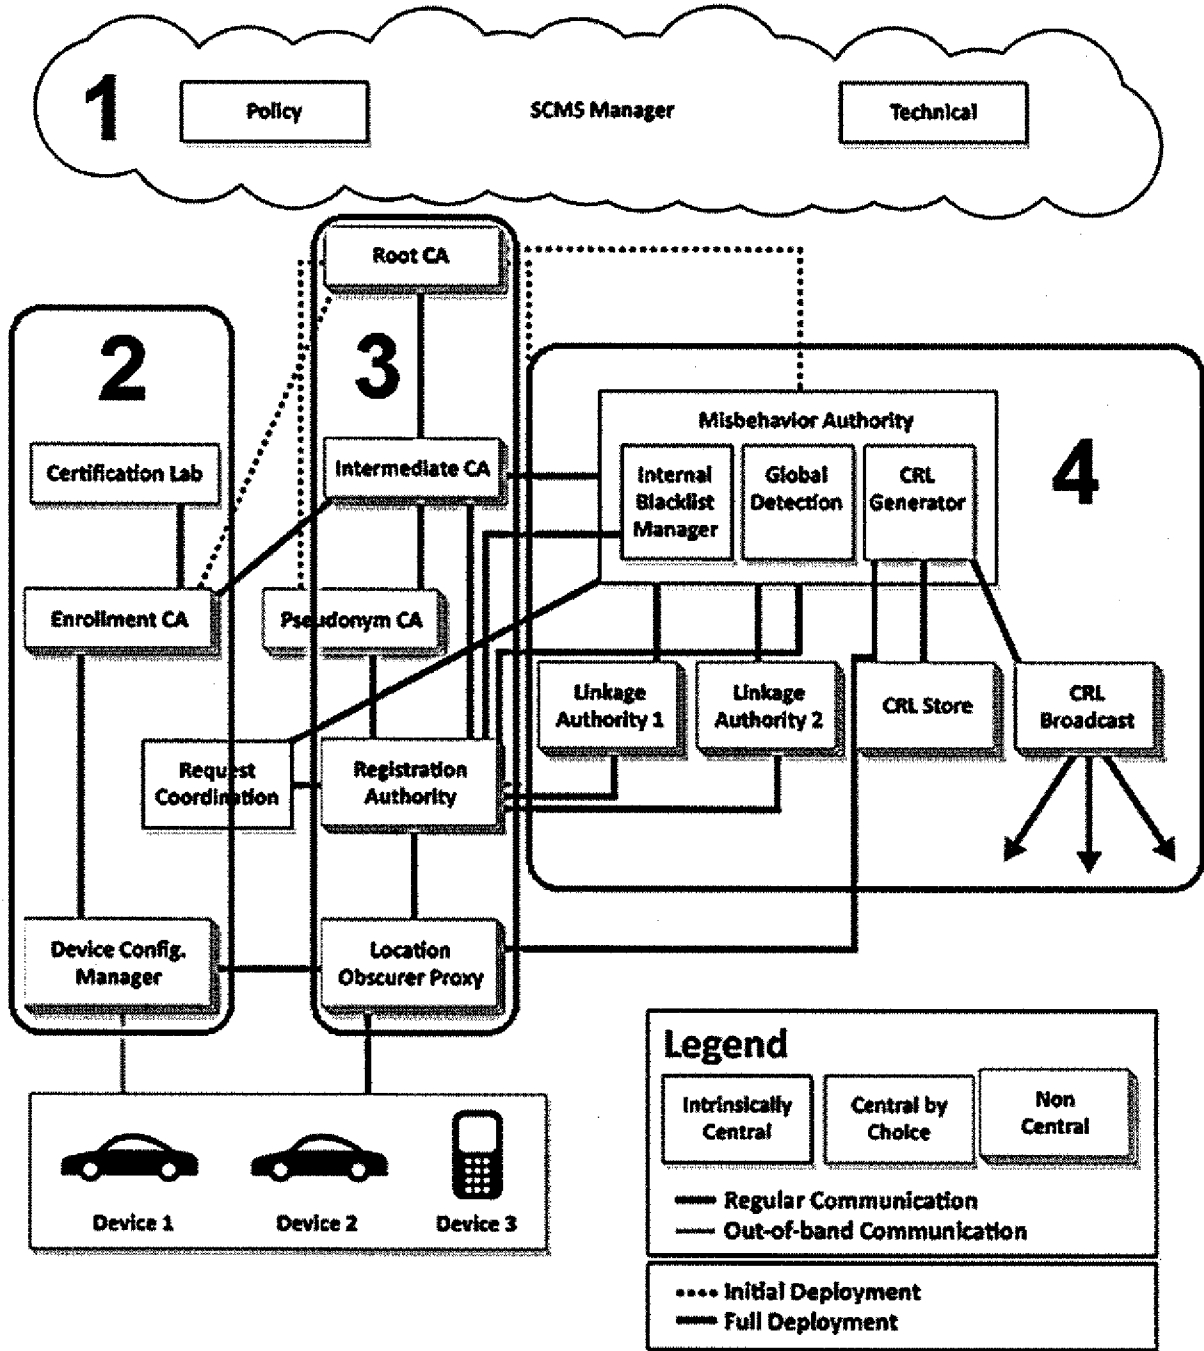 1
Policy
SCMS Manager
Technical
Root CA
2
3
4
Misbehavior Authority
Certification Lab
Intermediate CA
Internal
Blacklist
Manager
Global
Detection
CRL
Generator
Enrollment CA
Pseudonym CA
Linkage
Authority 1
Linkage
Authority 2
CRL Store
CRL
Broadcast
Request
Coordination
Registration
Authority
Device Config.
Manager
Location
Obscurer Proxy
Device 1
Device 2
Device 3
Legend
Intrinsically
Central
Central by
Choice
Non
Central
Regular Communication
Out-of-band Communication
Initial Deployment
Full Deployment